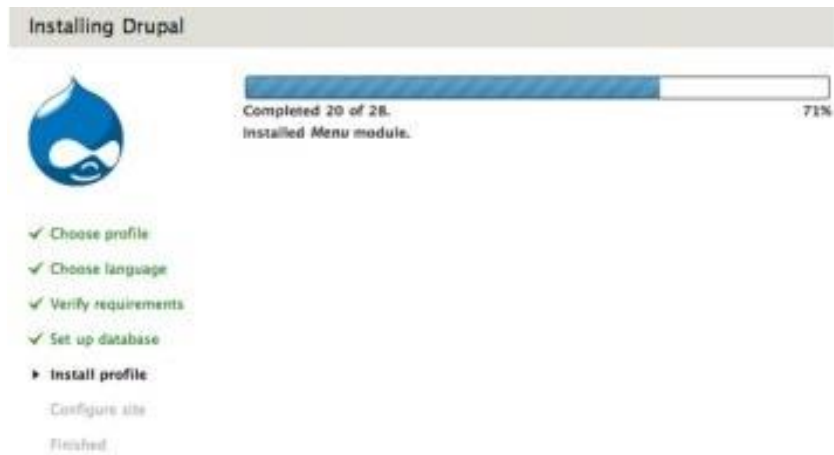 Installing Drupal
Completed 20 of 28.
71%
Installed Menu module.
✓ Choose profile
✓ Choose language
✓ Verify requirements
✓ Set up database
▸ Install profile
Configure site
Finished